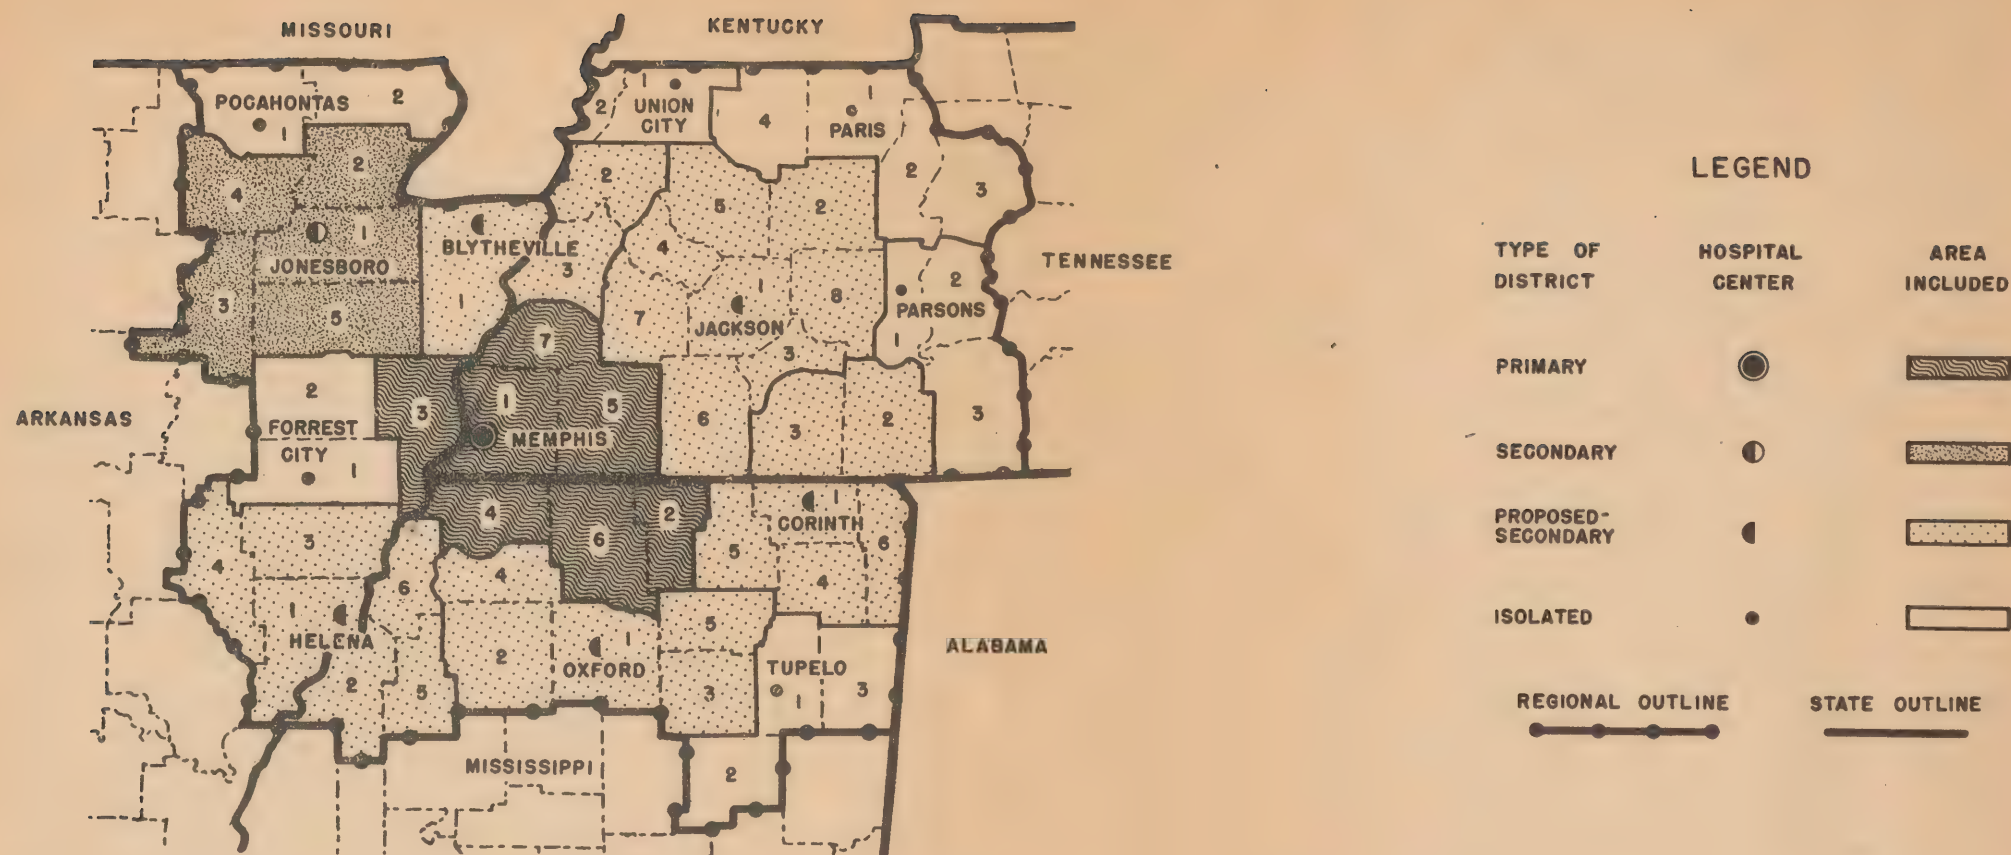 MISSOURI
KENTUCKY
POCAHONTAS 2
1
2 UNION CITY 1
4 PARIS 1
2
3
4
2
1
JONESBORO
3
5
BLYTHEVILLE
2
3
1
5
2
4
1
JACKSON
7
8
3
6
3
2
2
PARSONS
1
3
TENNESSEE
ARKANSAS
2
FORREST
CITY
1
7
3
1
5
MEMPHIS
4
6
2
3
4
1
HELENA
2
6
5
4
2
1
OXFORD
5
3
1
CORINTH
5
4
6
TUPELO
1
3
2
ALABAMA
MISSISSIPPI
LEGEND
TYPE OF DISTRICT
HOSPITAL CENTER
AREA INCLUDED
PRIMARY
SECONDARY
PROPOSED-
SECONDARY
ISOLATED
REGIONAL OUTLINE
STATE OUTLINE